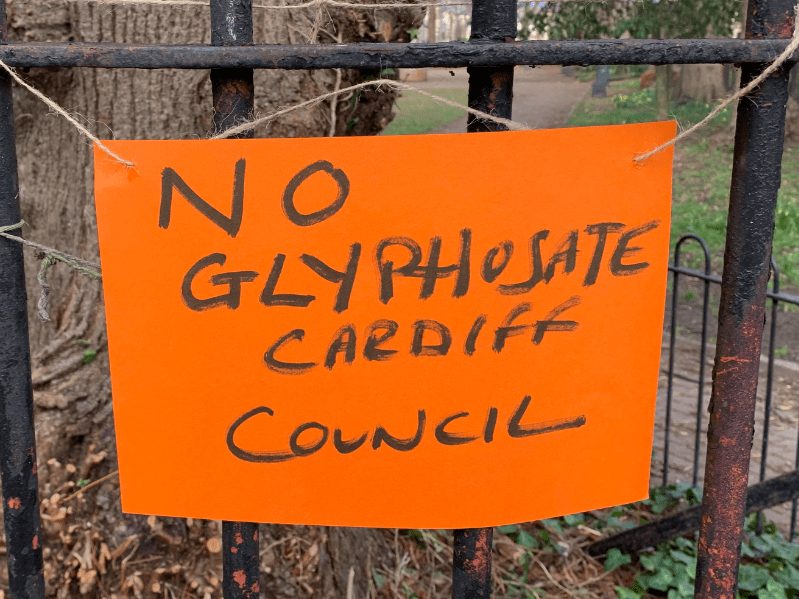 NO
GLYPHOSATE
CARDIFF
COUNCIL